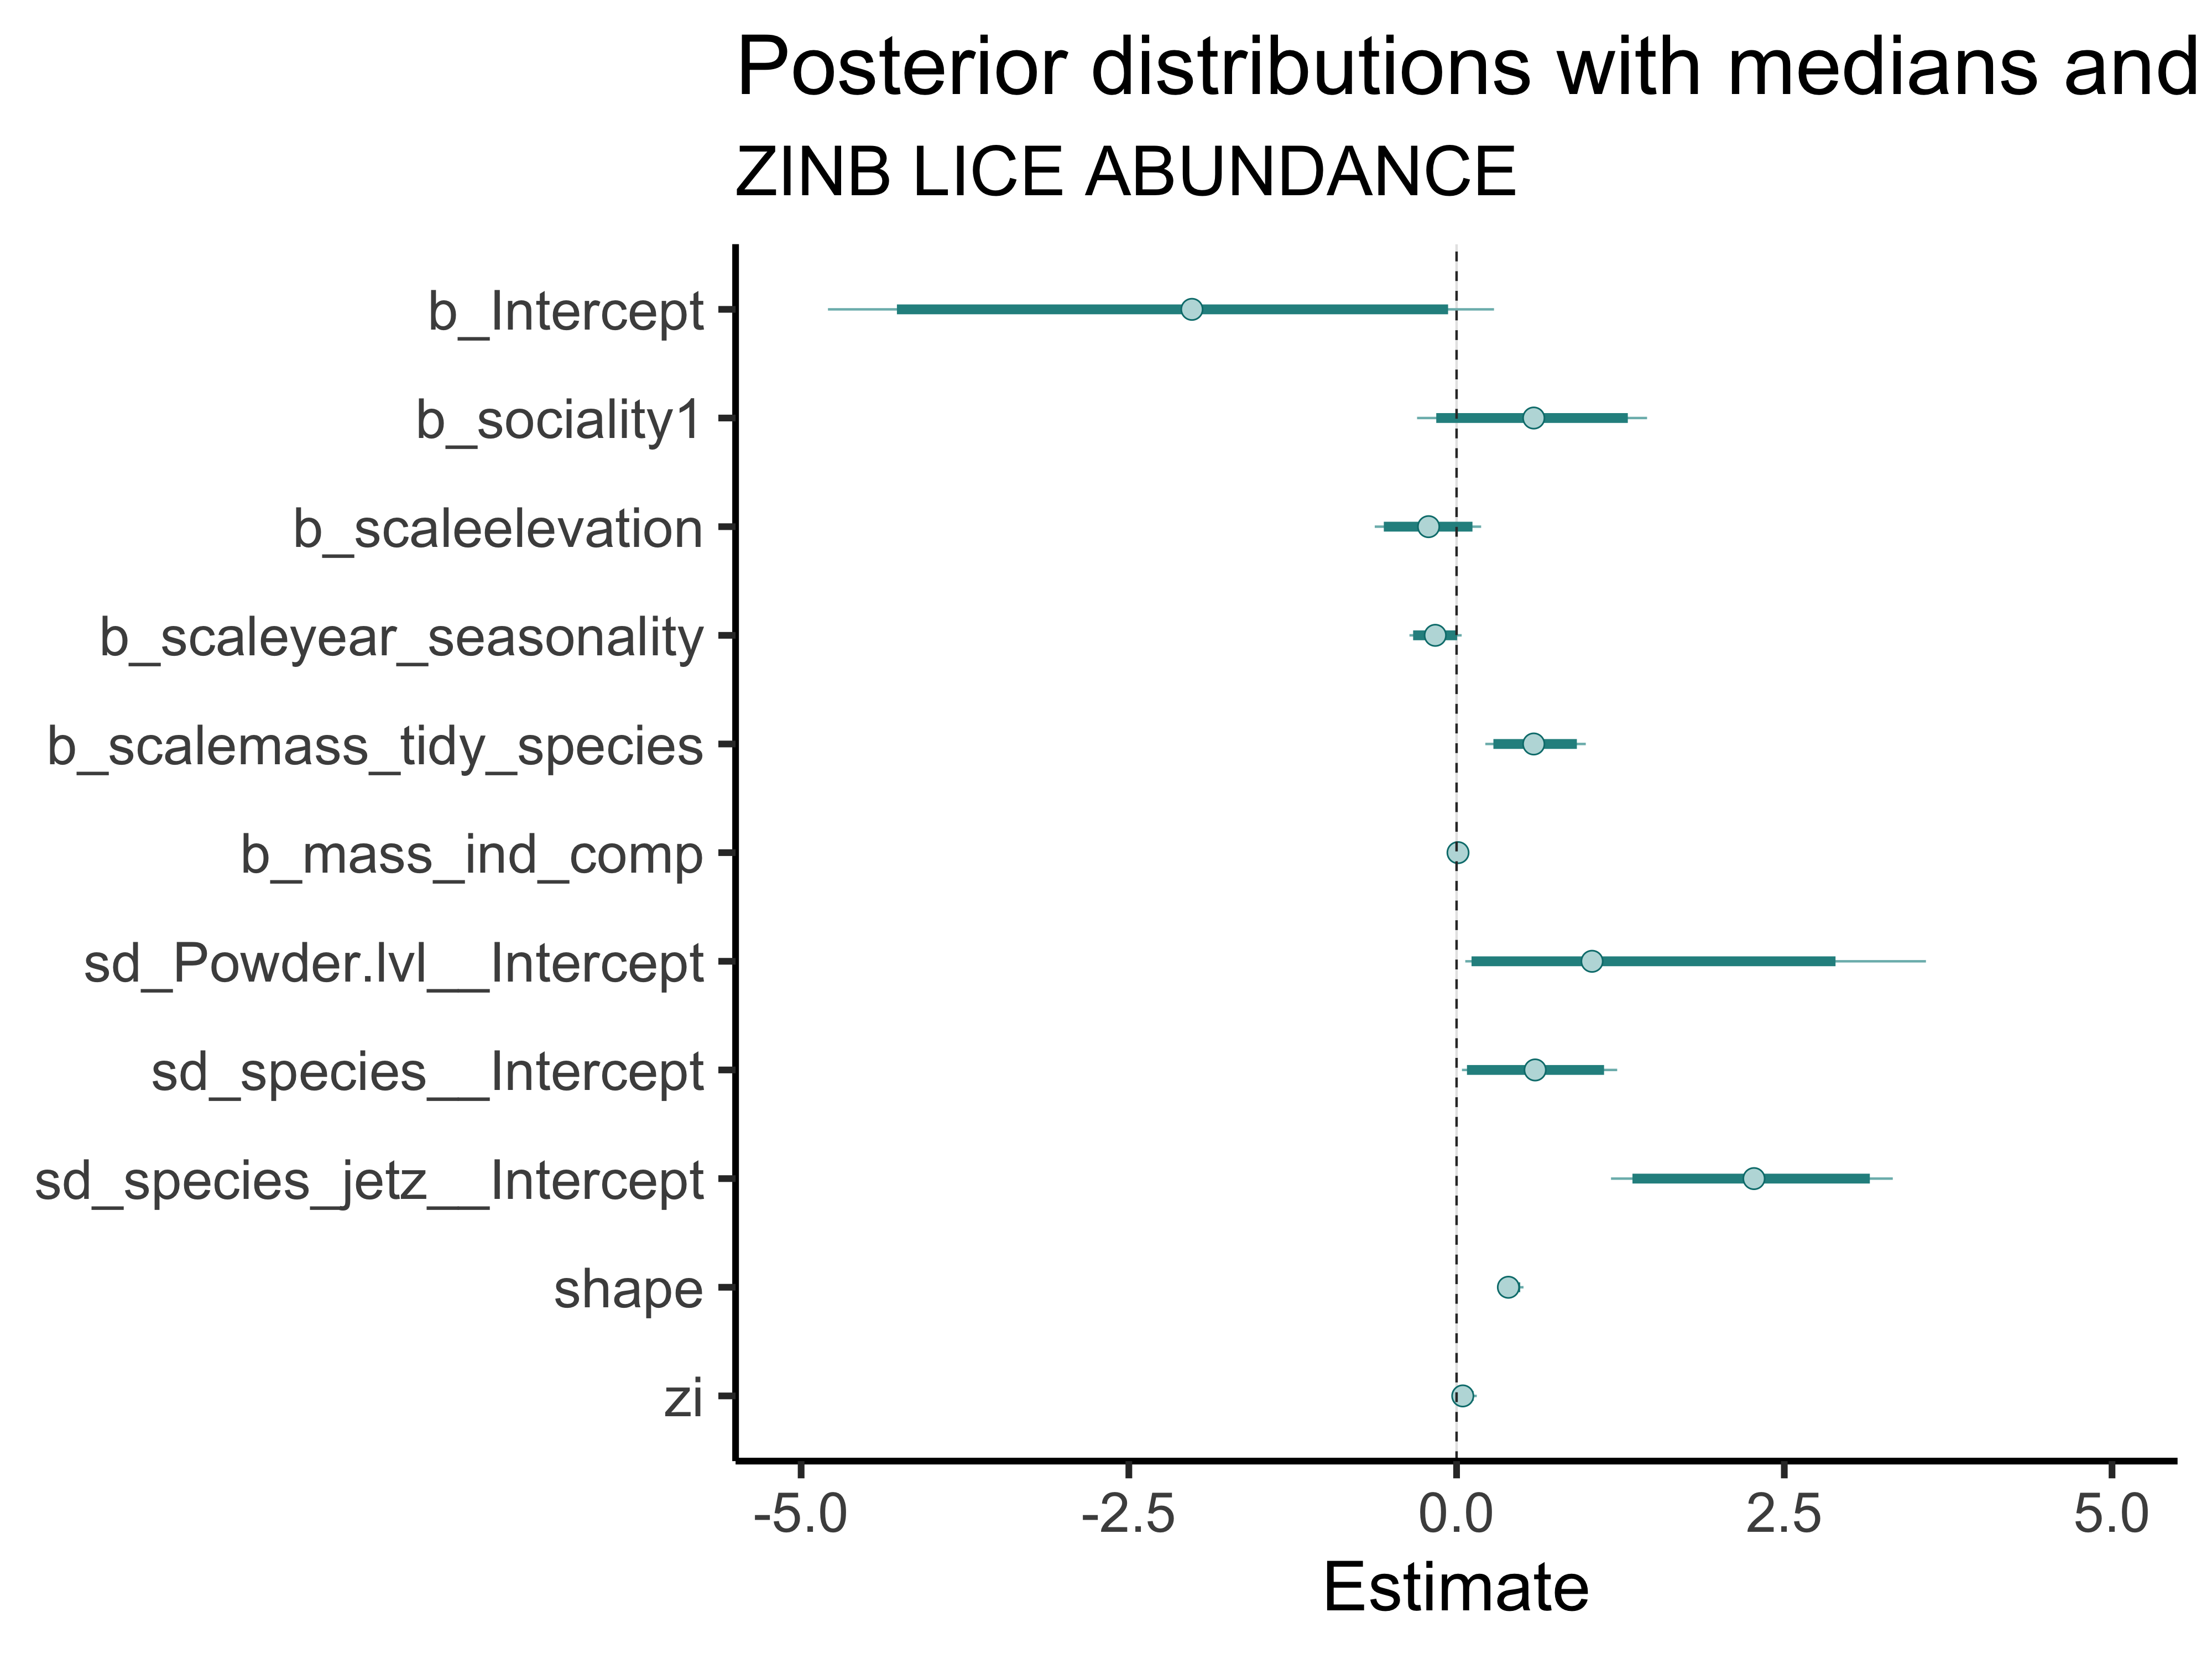 Posterior distributions with medians and
ZINB LICE ABUNDANCE
b_Intercept
b_sociality1
b_scaleelevation
b_scaleyear_seasonality
b_scalemass_tidy_species
b_mass_ind_comp
sd_Powder.lvl__Intercept
sd_species__Intercept
sd_species_jetz__Intercept
shape
zi
-5.0 -2.5 0.0 2.5 5.0
Estimate